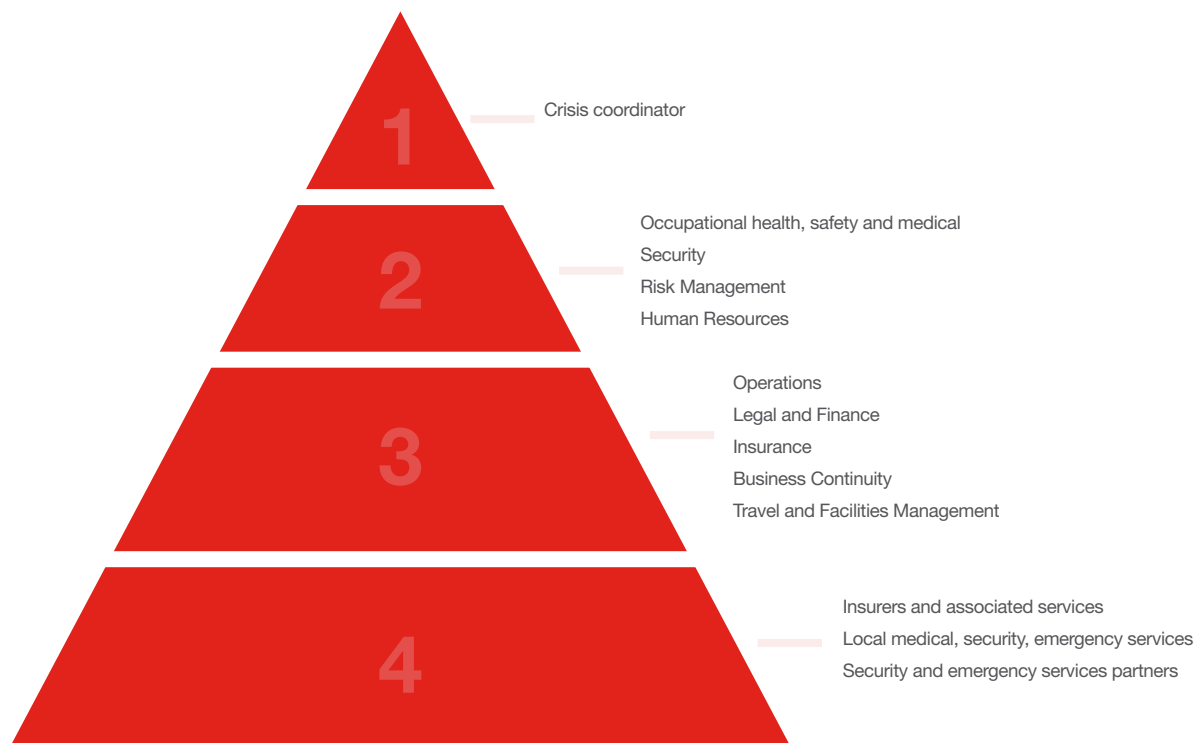 1
Crisis coordinator
2
Occupational health, safety and medical
Security
Risk Management
Human Resources
3
Operations
Legal and Finance
Insurance
Business Continuity
Travel and Facilities Management
4
Insurers and associated services
Local medical, security, emergency services
Security and emergency services partners